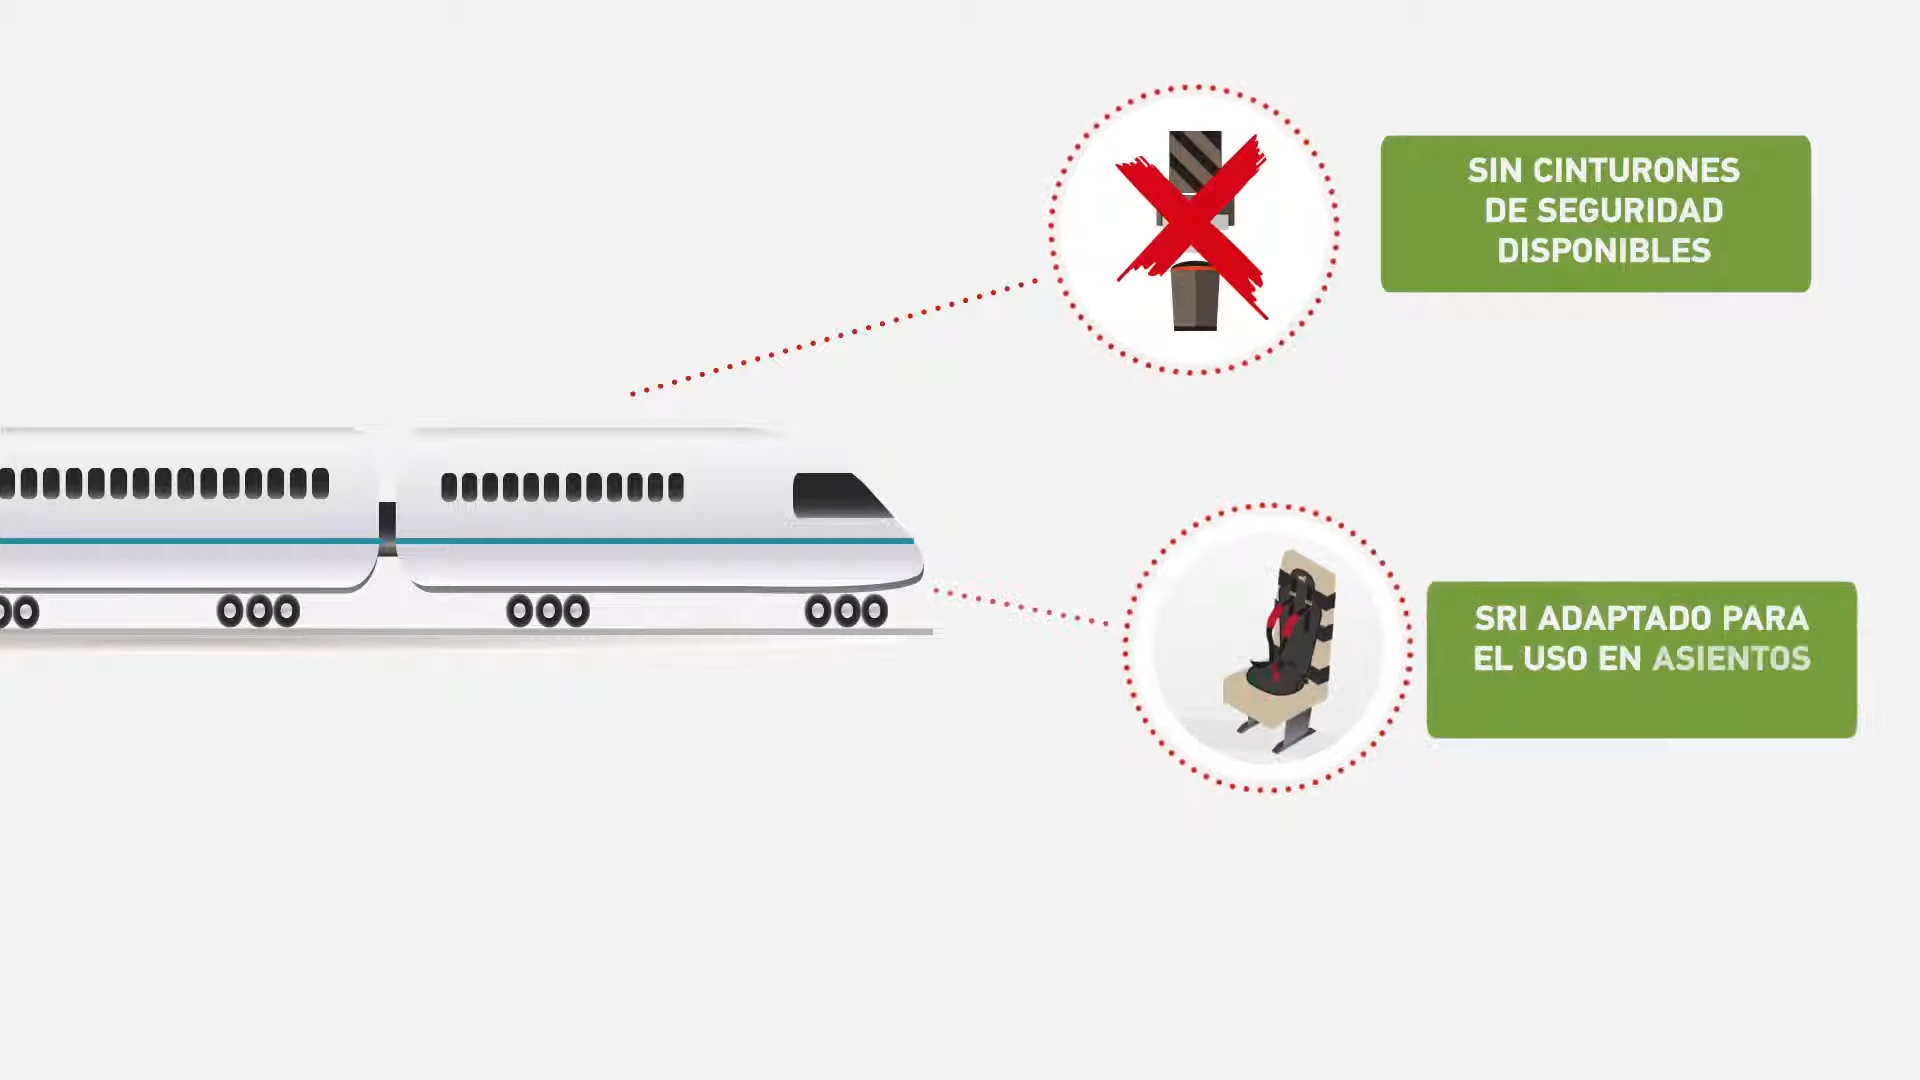 SIN CINTURONES
DE SEGURIDAD
DISPONIBLES
SRI ADAPTADO PARA
EL USO EN ASIENTOS